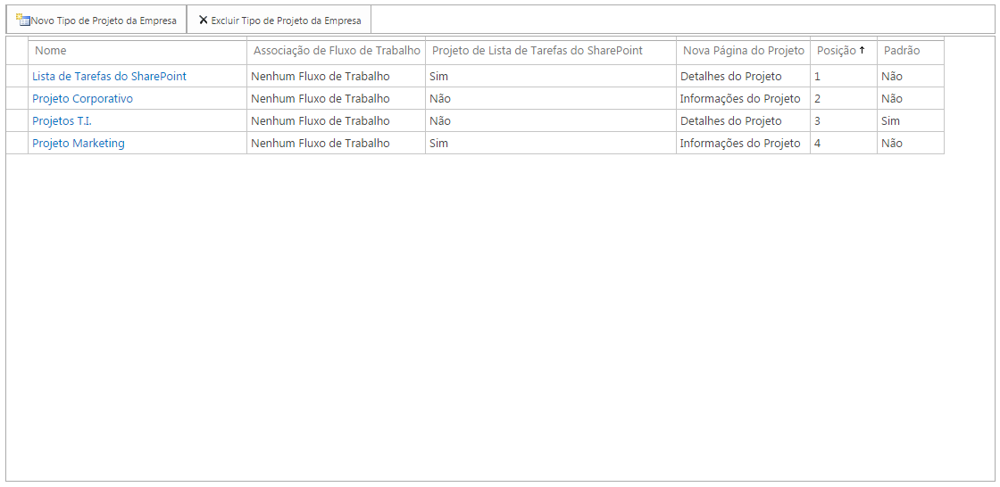 Novo Tipo de Projeto da Empresa Excluir Tipo de Projeto da Empresa
Nome Associação de Fluxo de Trabalho Projeto de Lista de Tarefas do SharePoint Nova Página do Projeto Posição Padrão
Lista de Tarefas do SharePoint Nenhum Fluxo de Trabalho Sim Detalhes do Projeto 1 Não
Projeto Corporativo Nenhum Fluxo de Trabalho Não Informações do Projeto 2 Não
Projetos T.I. Nenhum Fluxo de Trabalho Não Detalhes do Projeto 3 Sim
Projeto Marketing Nenhum Fluxo de Trabalho Sim Informações do Projeto 4 Não